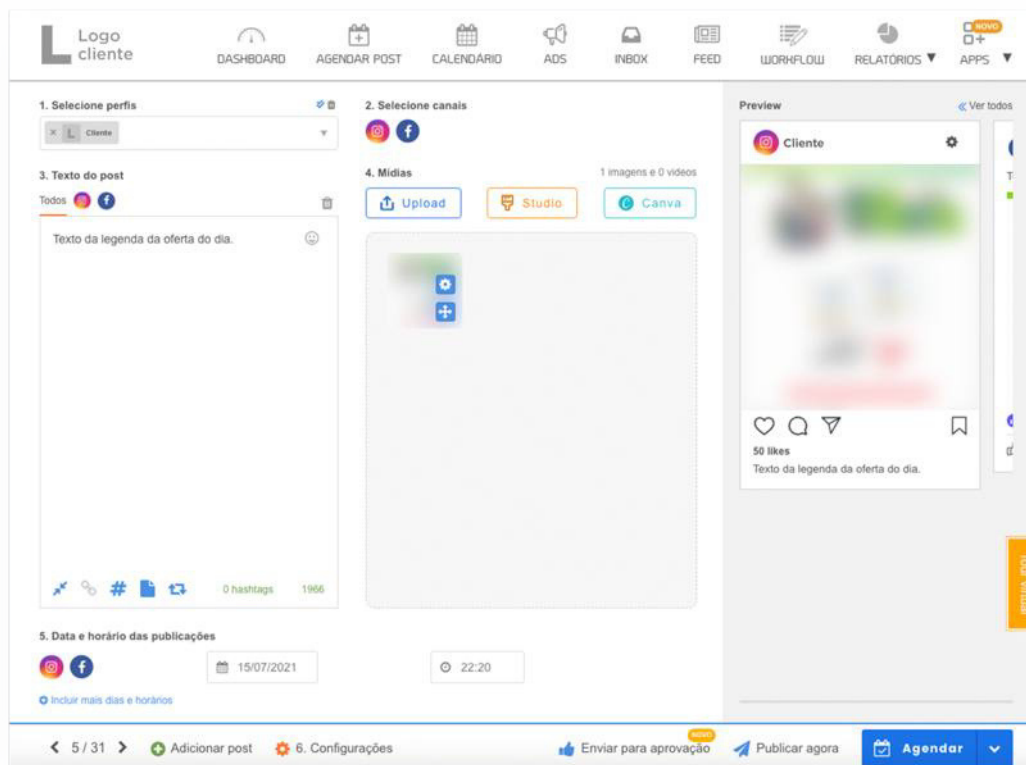 Logo
cliente
DASHBOARD
AGENDAR POST
CALENDÁRIO
ADS
INBOX
FEED
WORKFLOW
RELATÓRIOS
NOVO
APPS
1. Selecione perfis
× L Cliente
2. Selecione canais
3. Texto do post
Todos
Texto da legenda da oferta do dia.
0 hashtags 1966
4. Mídias
1 imagens e 0 videos
Upload
Studio
Canva
Preview
Ver todos
Cliente
50 likes
Texto da legenda da oferta do dia.
5. Data e horário das publicações
15/07/2021
22:20
Incluir mais dias e horários
5 / 31
Adicionar post
6. Configurações
NOVO
Enviar para aprovação
Publicar agora
Agendar